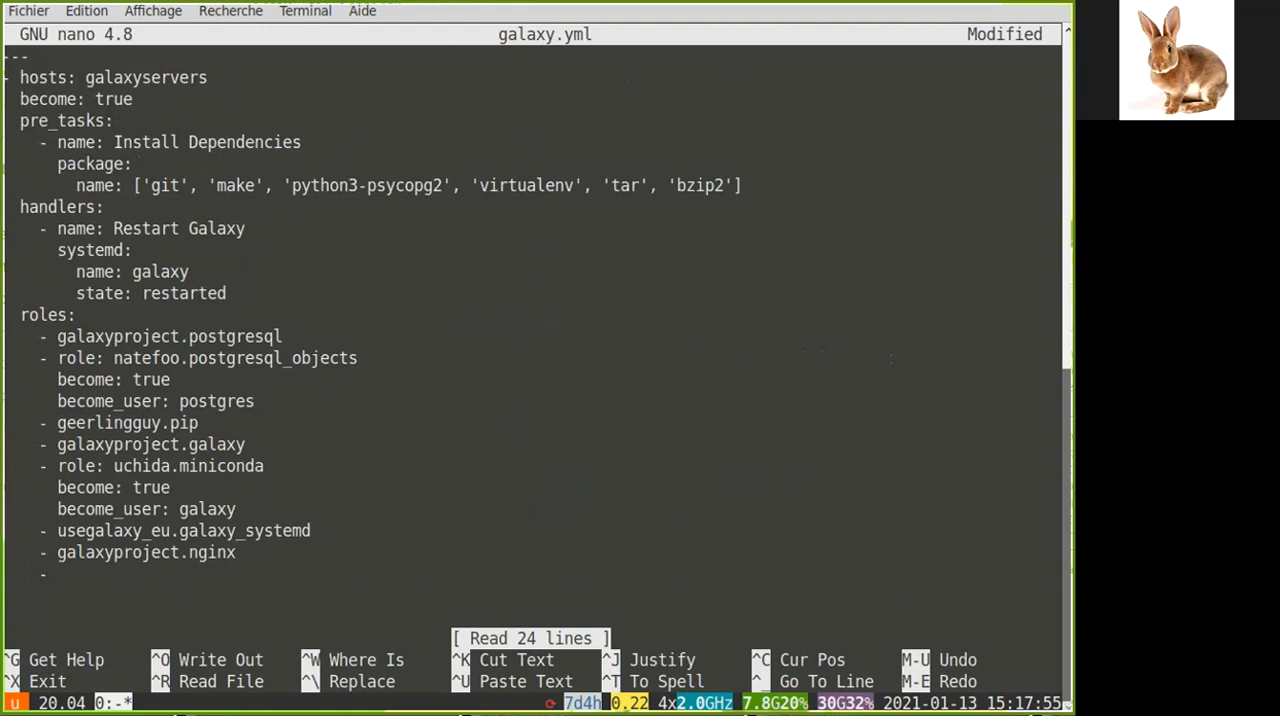 Fichier Edition Affichage Recherche Terminal Aide
GNU nano 4.8 galaxy.yml Modified
---
- hosts: galaxyservers
become: true
pre_tasks:
- name: Install Dependencies
package:
name: ['git', 'make', 'python3-psycopg2', 'virtualenv', 'tar', 'bzip2']
handlers:
- name: Restart Galaxy
systemd:
name: galaxy
state: restarted
roles:
- galaxyproject.postgresql
- role: natefoo.postgresql_objects
become: true
become_user: postgres
- geerlingguy.pip
- galaxyproject.galaxy
- role: uchida.miniconda
become: true
become_user: galaxy
- usegalaxy_eu.galaxy_systemd
- galaxyproject.nginx
-
[ Read 24 lines ]
^G Get Help ^O Write Out ^W Where Is ^K Cut Text ^J Justify ^C Cur Pos M-U Undo
^X Exit ^R Read File ^\ Replace ^U Paste Text ^T To Spell ^_ Go To Line M-E Redo
u 20.04 0:-* 7d4h 0.22 4x2.0GHz 7.8G20% 30G32% 2021-01-13 15:17:55